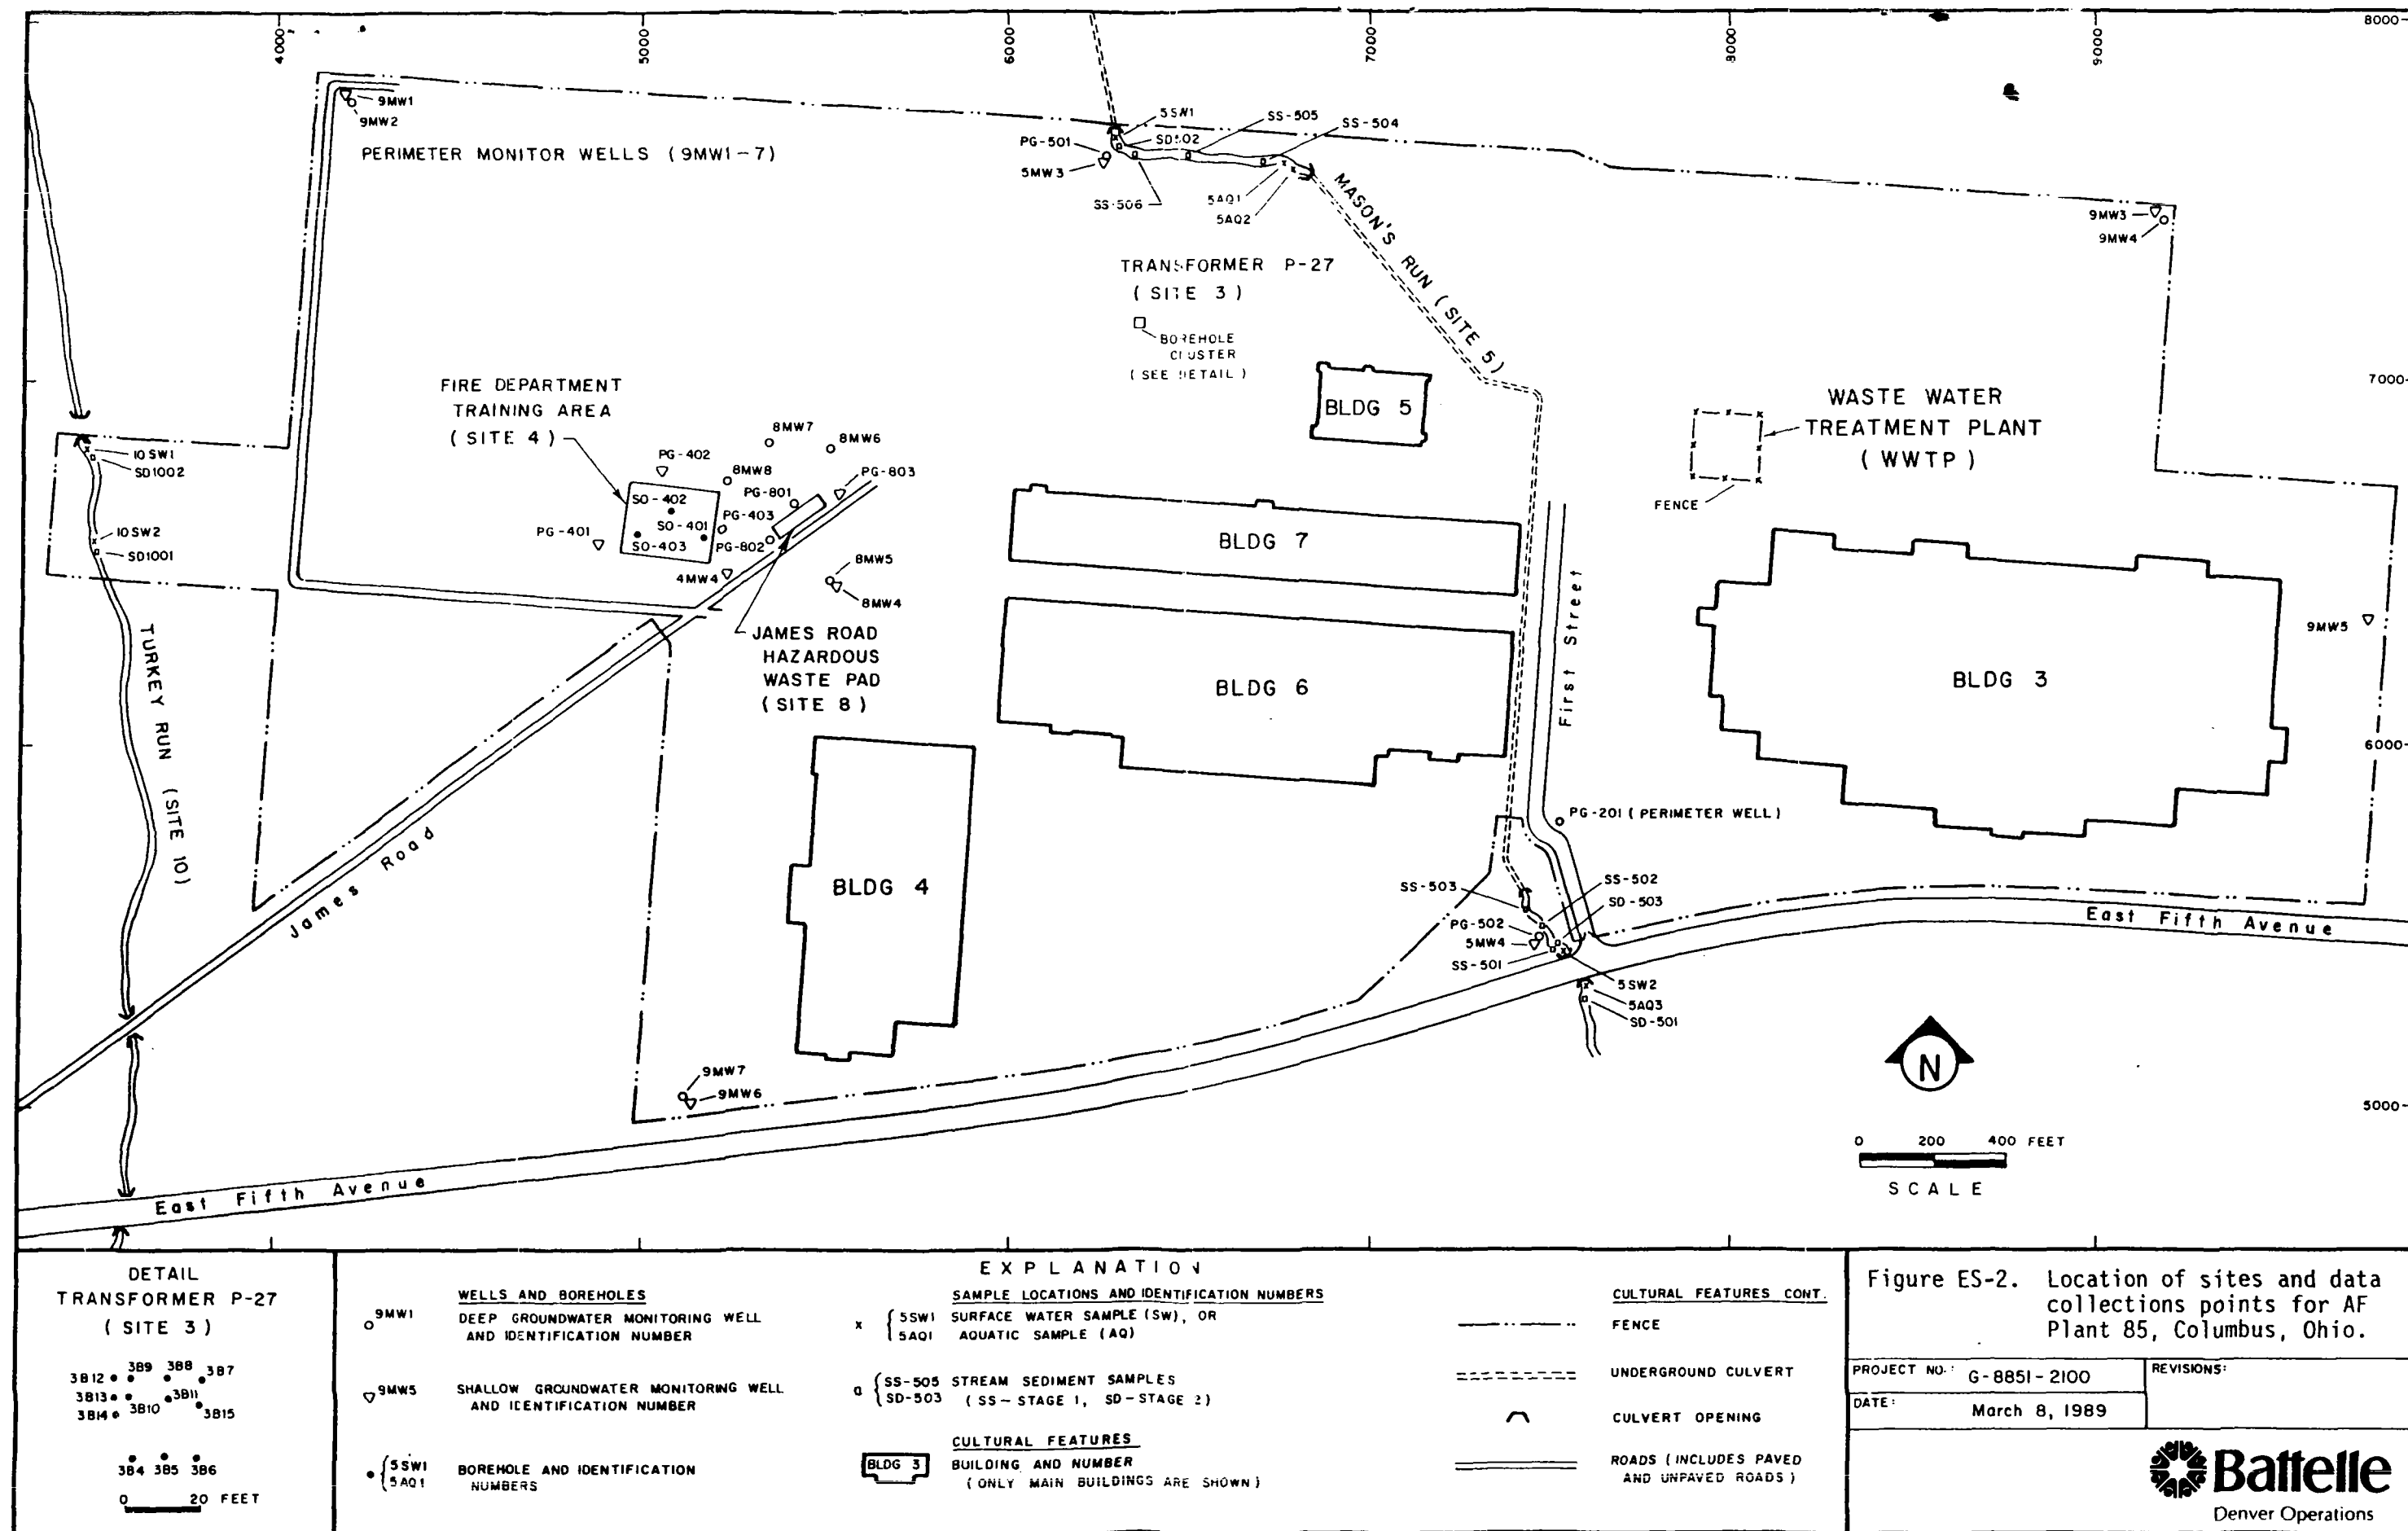 4000
5000
6000
7000
8000
9000
8000
7000
6000
5000
9MW1
9MW2
PERIMETER MONITOR WELLS (9MW1-7)
5SW1
SD502
SS-505
SS-504
PG-501
5MW3
SS-506
5AQ1
5AQ2
MASON'S RUN (SITE 5)
9MW3
9MW4
TRANSFORMER P-27
(SITE 3)
BOREHOLE
CLUSTER
(SEE DETAIL)
FIRE DEPARTMENT
TRAINING AREA
(SITE 4)
BLDG 5
WASTE WATER
TREATMENT PLANT
(WWTP)
FENCE
10SW1
SD1002
10SW2
SD1001
8MW7
8MW6
PG-402
8MW8
PG-803
PG-801
SO-402
PG-403
SO-401
PG-401
SO-403
PG-802
4MW4
8MW5
8MW4
BLDG 7
JAMES ROAD
HAZARDOUS
WASTE PAD
(SITE 8)
BLDG 6
First Street
BLDG 3
9MW5
TURKEY RUN (SITE 10)
James Road
BLDG 4
PG-201 (PERIMETER WELL)
SS-503
SS-502
SD-503
PG-502
5MW4
SS-501
5SW2
5AQ3
SD-501
East Fifth Avenue
9MW7
9MW6
East Fifth Avenue
N
0 200 400 FEET
SCALE
DETAIL
TRANSFORMER P-27
(SITE 3)
3B12 3B9 3B8 3B7
3B13 3B11
3B14 3B10 3B15
3B4 3B5 3B6
0 20 FEET
EXPLANATION
WELLS AND BOREHOLES
9MW1 DEEP GROUNDWATER MONITORING WELL
AND IDENTIFICATION NUMBER
9MW5 SHALLOW GROUNDWATER MONITORING WELL
AND IDENTIFICATION NUMBER
5SW1
5AQ1
BOREHOLE AND IDENTIFICATION
NUMBERS
SAMPLE LOCATIONS AND IDENTIFICATION NUMBERS
x 5SW1 SURFACE WATER SAMPLE (SW), OR
5AQ1 AQUATIC SAMPLE (AQ)
SS-505 STREAM SEDIMENT SAMPLES
SD-503 (SS-STAGE 1, SD-STAGE 2)
CULTURAL FEATURES
BLDG 3 BUILDING AND NUMBER
(ONLY MAIN BUILDINGS ARE SHOWN)
CULTURAL FEATURES CONT.
FENCE
UNDERGROUND CULVERT
CULVERT OPENING
ROADS (INCLUDES PAVED
AND UNPAVED ROADS)
Figure ES-2. Location of sites and data
collections points for AF
Plant 85, Columbus, Ohio.
PROJECT NO.: G-8851-2100
REVISIONS:
DATE: March 8, 1989
Battelle
Denver Operations